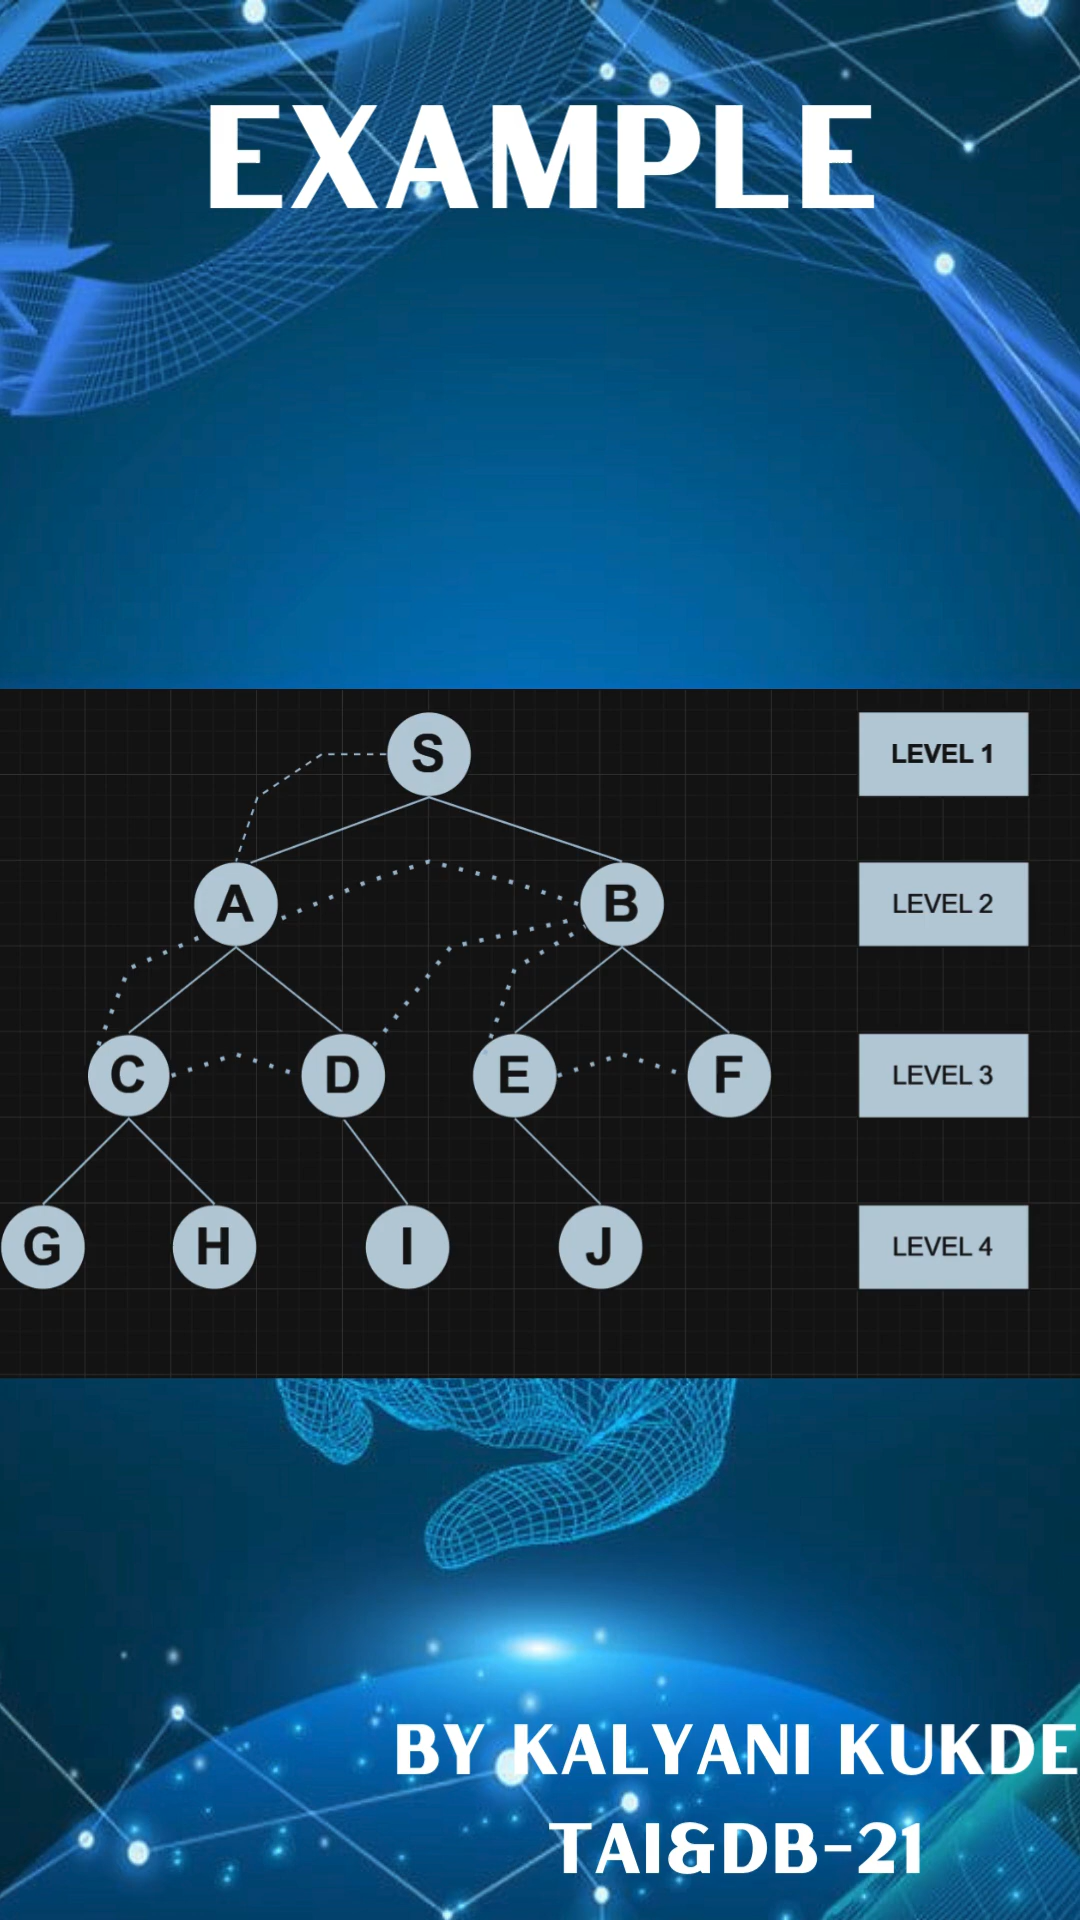 EXAMPLE
S
LEVEL 1
A
B
LEVEL 2
C
D
E
F
LEVEL 3
G
H
I
J
LEVEL 4
BY KALYANI KUKDE
TAI&DB-21